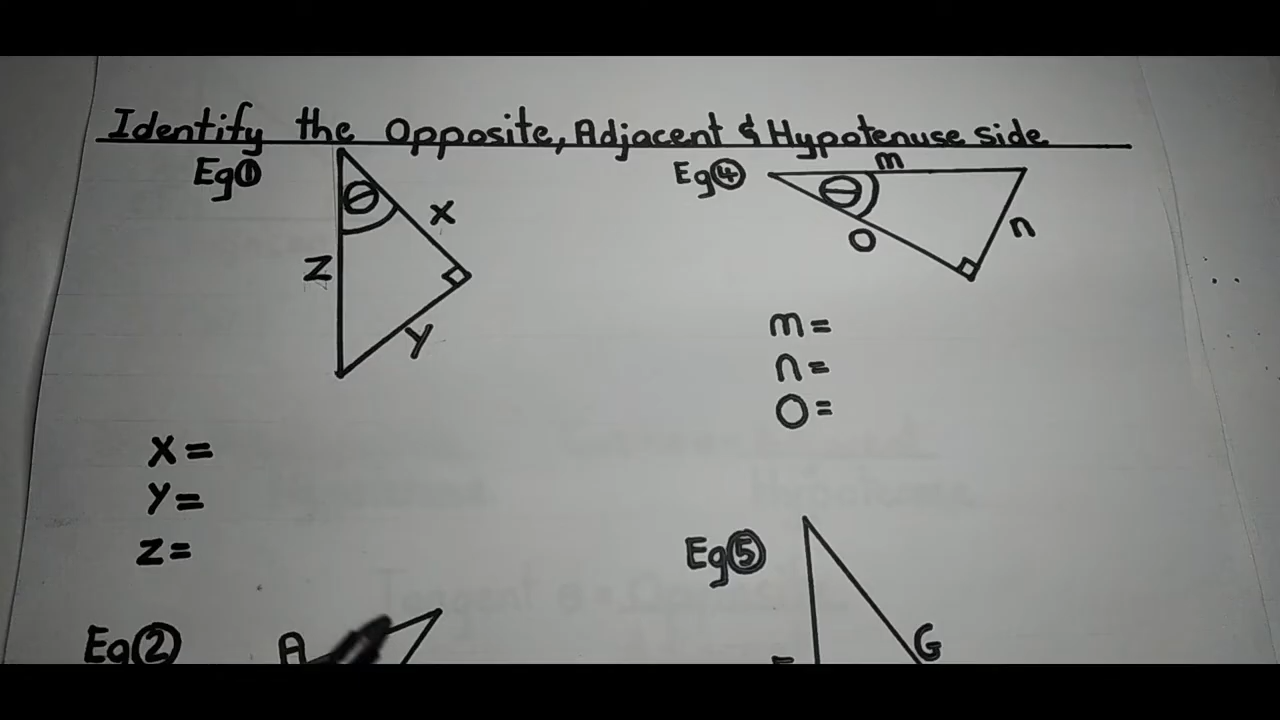 Identify the Opposite, Adjacent & Hypotenuse side
Eg①
θ
X
Z
Y
X=
Y=
Z=
Eg②
A
Eg④
m
θ
n
O
m=
n=
O=
Eg⑤
G